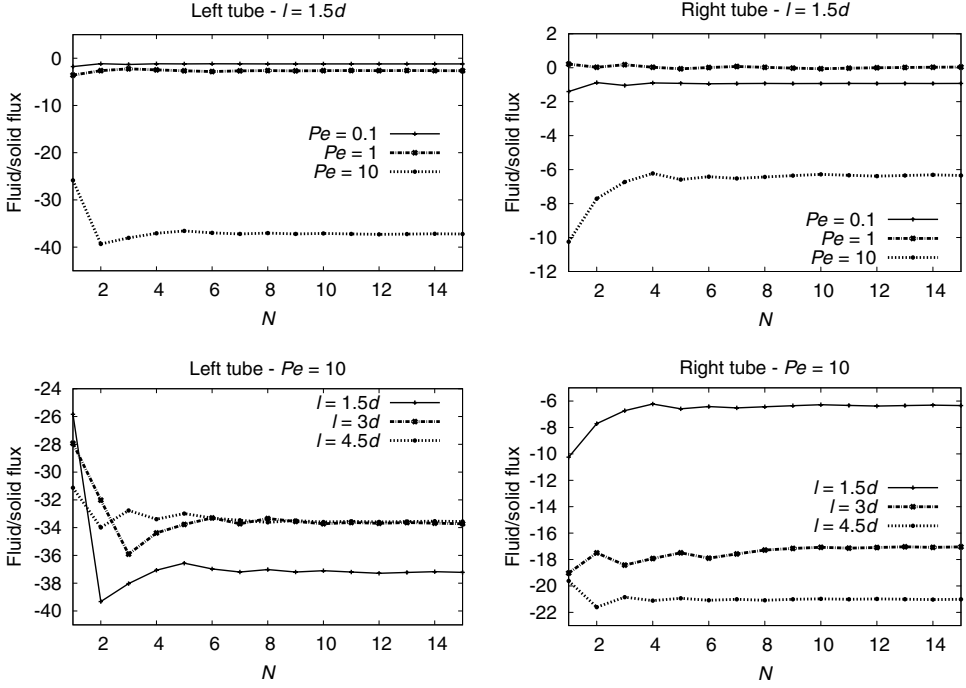 Left tube - l = 1.5d
Fluid/solid flux
0
-10
-20
-30
-40
Pe = 0.1
Pe = 1
Pe = 10
2 4 6 8 10 12 14
N
Right tube - l = 1.5d
Fluid/solid flux
2
0
-2
-4
-6
-8
-10
-12
Pe = 0.1
Pe = 1
Pe = 10
2 4 6 8 10 12 14
N
Left tube - Pe = 10
Fluid/solid flux
-24
-26
-28
-30
-32
-34
-36
-38
-40
l = 1.5d
l = 3d
l = 4.5d
2 4 6 8 10 12 14
N
Right tube - Pe = 10
Fluid/solid flux
-6
-8
-10
-12
-14
-16
-18
-20
-22
l = 1.5d
l = 3d
l = 4.5d
2 4 6 8 10 12 14
N